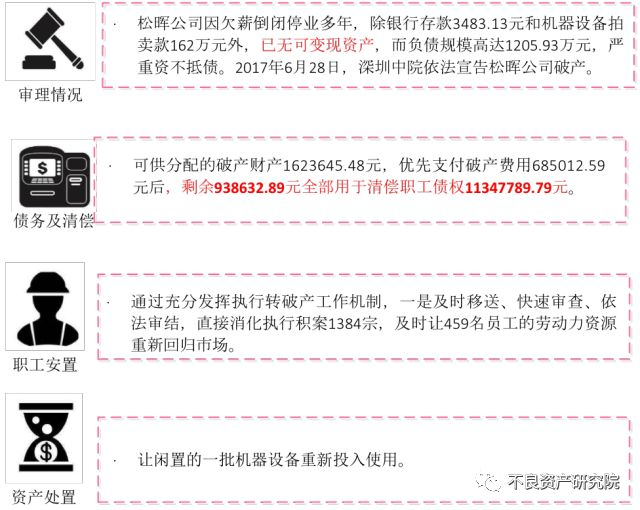 松晖公司因欠薪倒闭停业多年，除银行存款3483.13元和机器设备拍
卖款162万元外，已无可变现资产，而负债规模高达1205.93万元，严
重资不抵债。2017年6月28日，深圳中院依法宣告松晖公司破产。
审理情况
· 可供分配的破产财产1623645.48元，优先支付破产费用685012.59
元后，剩余938632.89元全部用于清偿职工债权11347789.79元。
债务及清偿
· 通过充分发挥执行转破产工作机制，一是及时移送、快速审查、依
法审结，直接消化执行积案1384宗，及时让459名员工的劳动力资源
重新回归市场。
职工安置
· 让闲置的一批机器设备重新投入使用。
资产处置
不良资产研究院